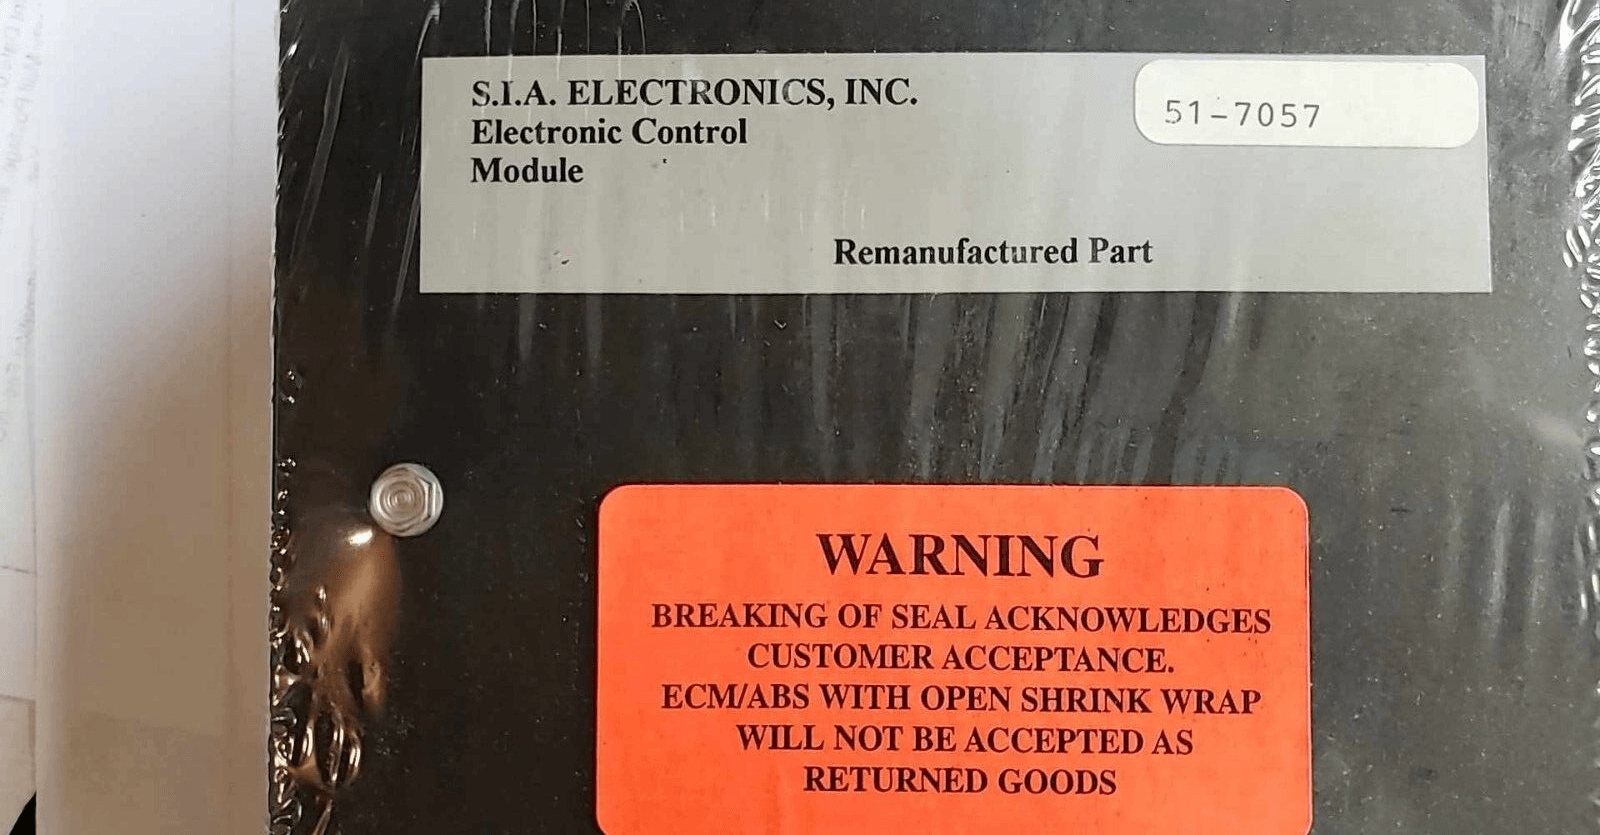 S.I.A. ELECTRONICS, INC.
51-7057
Electronic Control
Module
Remanufactured Part
WARNING
BREAKING OF SEAL ACKNOWLEDGES
CUSTOMER ACCEPTANCE.
ECM/ABS WITH OPEN SHRINK WRAP
WILL NOT BE ACCEPTED AS
RETURNED GOODS